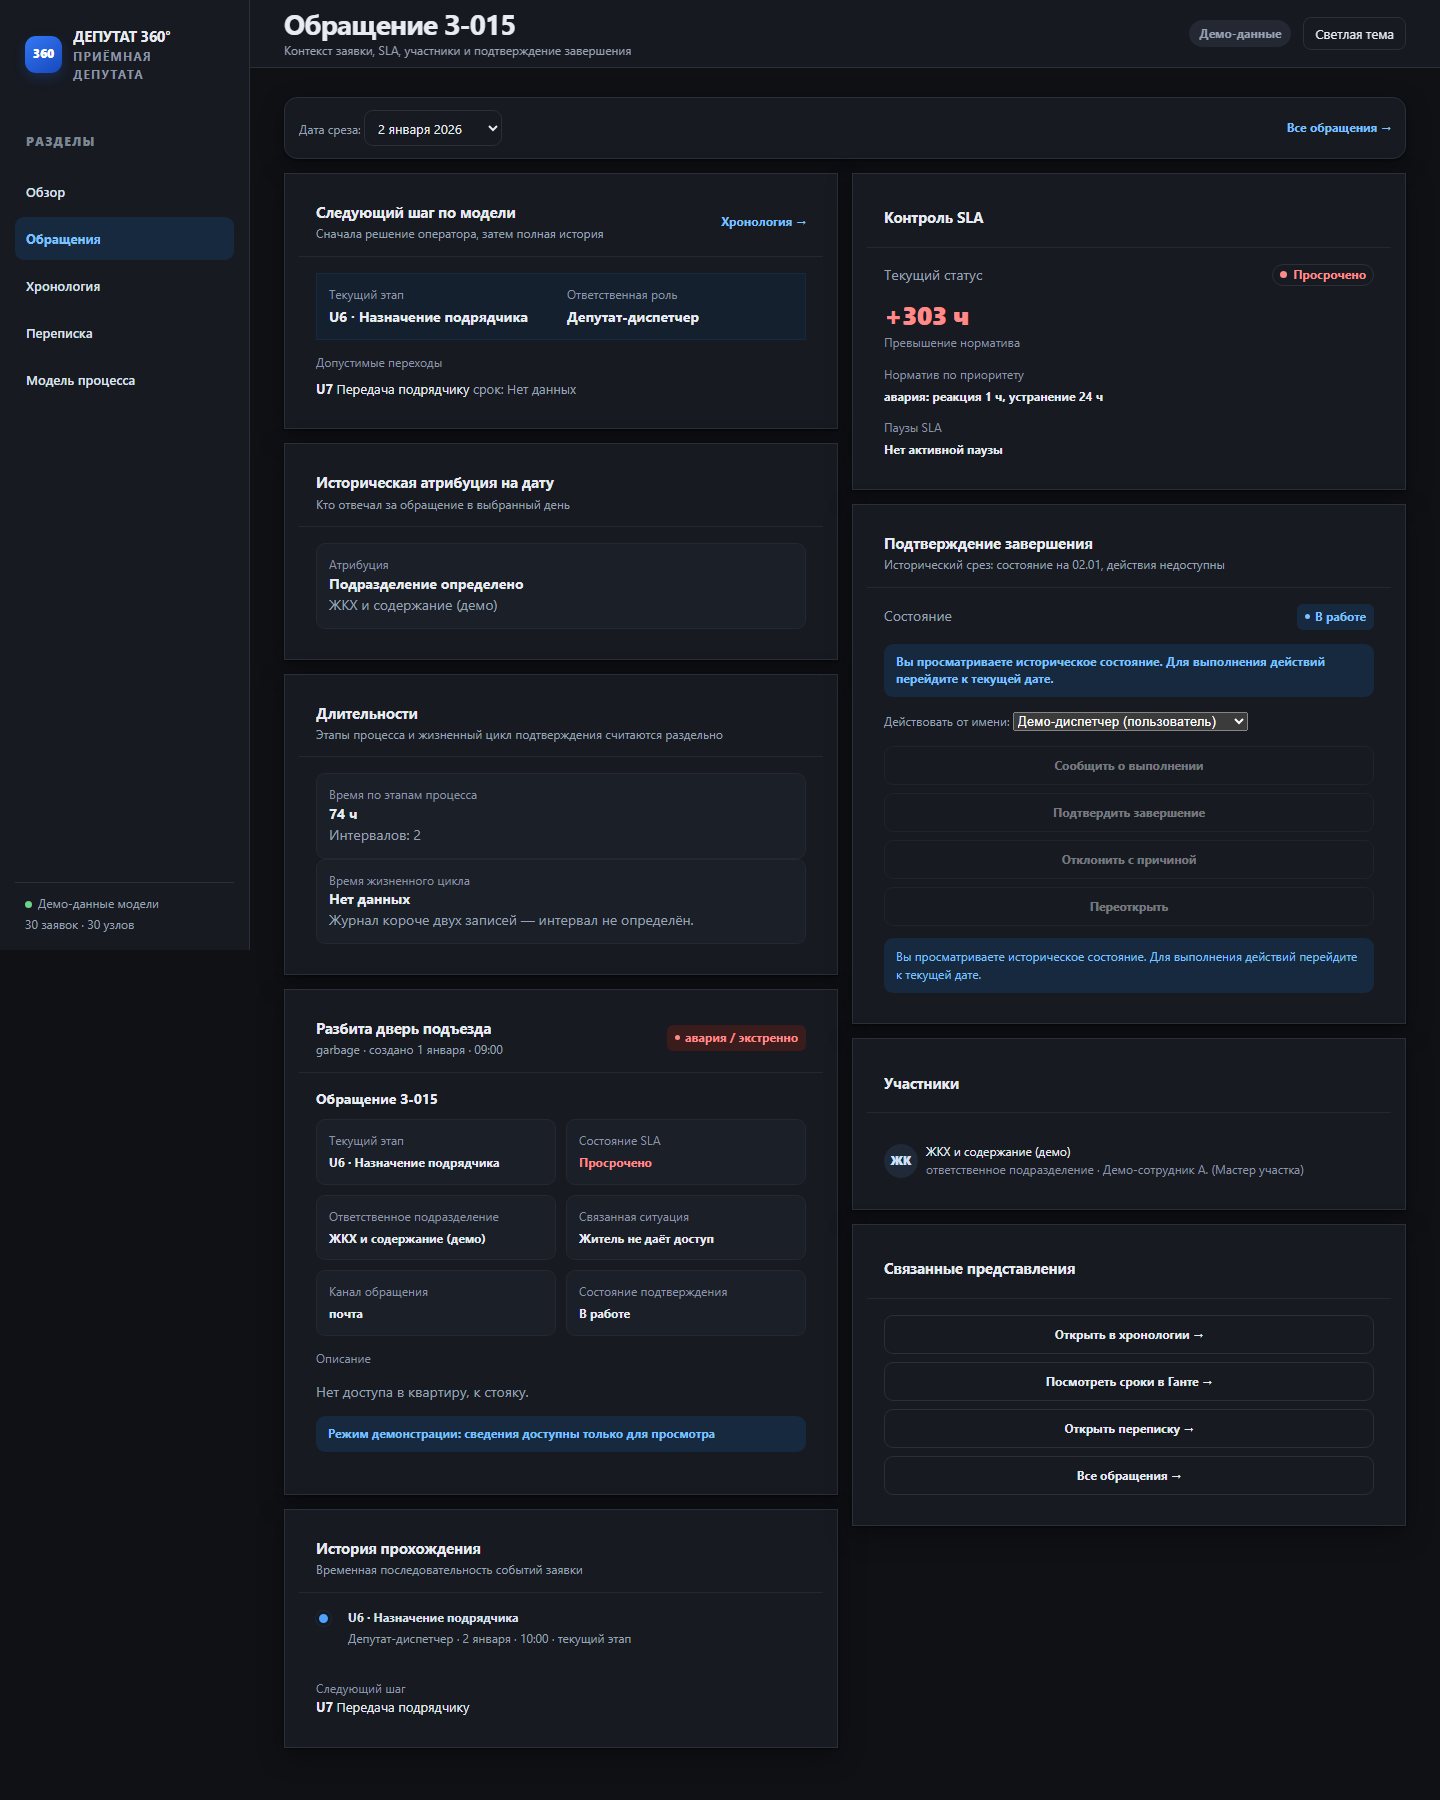 360
ДЕПУТАТ 360°
ПРИЁМНАЯ
ДЕПУТАТА
РАЗДЕЛЫ
Обзор
Обращения
Хронология
Переписка
Модель процесса
Демо-данные модели
30 заявок · 30 узлов
Обращение З-015
Контекст заявки, SLA, участники и подтверждение завершения
Демо-данные
Светлая тема
Дата среза:
2 января 2026
Все обращения →
Следующий шаг по модели
Сначала решение оператора, затем полная история
Хронология →
Текущий этап
U6 · Назначение подрядчика
Ответственная роль
Депутат-диспетчер
Допустимые переходы
U7 Передача подрядчику срок: Нет данных
Историческая атрибуция на дату
Кто отвечал за обращение в выбранный день
Атрибуция
Подразделение определено
ЖКХ и содержание (демо)
Длительности
Этапы процесса и жизненный цикл подтверждения считаются раздельно
Время по этапам процесса
74 ч
Интервалов: 2
Время жизненного цикла
Нет данных
Журнал короче двух записей — интервал не определён.
Разбита дверь подъезда
garbage · создано 1 января · 09:00
авария / экстренно
Обращение З-015
Текущий этап
U6 · Назначение подрядчика
Состояние SLA
Просрочено
Ответственное подразделение
ЖКХ и содержание (демо)
Связанная ситуация
Житель не даёт доступ
Канал обращения
почта
Состояние подтверждения
В работе
Описание
Нет доступа в квартиру, к стояку.
Режим демонстрации: сведения доступны только для просмотра
История прохождения
Временная последовательность событий заявки
U6 · Назначение подрядчика
Депутат-диспетчер · 2 января · 10:00 · текущий этап
Следующий шаг
U7 Передача подрядчику
Контроль SLA
Текущий статус
Просрочено
+303 ч
Превышение норматива
Норматив по приоритету
авария: реакция 1 ч, устранение 24 ч
Паузы SLA
Нет активной паузы
Подтверждение завершения
Исторический срез: состояние на 02.01, действия недоступны
Состояние
В работе
Вы просматриваете историческое состояние. Для выполнения действий
перейдите к текущей дате.
Действовать от имени:
Демо-диспетчер (пользователь)
Сообщить о выполнении
Подтвердить завершение
Отклонить с причиной
Переоткрыть
Вы просматриваете историческое состояние. Для выполнения действий перейдите
к текущей дате.
Участники
ЖК
ЖКХ и содержание (демо)
ответственное подразделение · Демо-сотрудник А. (Мастер участка)
Связанные представления
Открыть в хронологии →
Посмотреть сроки в Ганте →
Открыть переписку →
Все обращения →